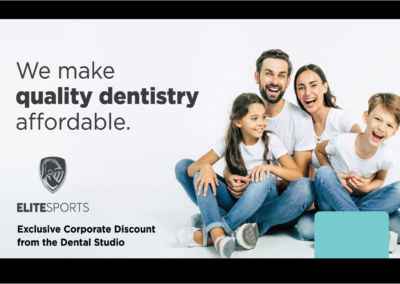 We make
quality dentistry
affordable.
ELITESPORTS
Exclusive Corporate Discount
from the Dental Studio